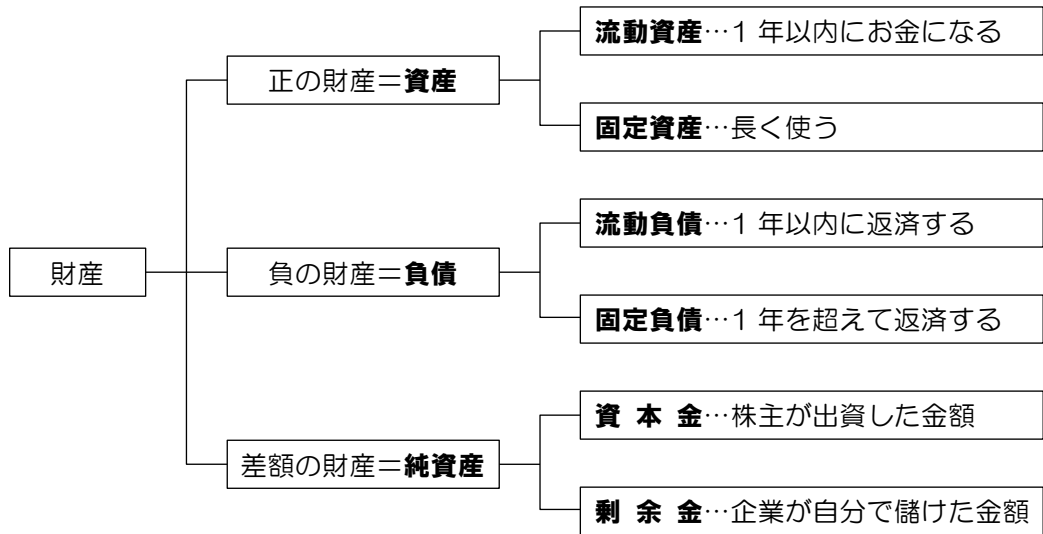 流動資産…1 年以内にお金になる
正の財産＝資産
固定資産…長く使う
流動負債…1 年以内に返済する
財産
負の財産＝負債
固定負債…1 年を超えて返済する
資 本 金…株主が出資した金額
差額の財産＝純資産
剰 余 金…企業が自分で儲けた金額